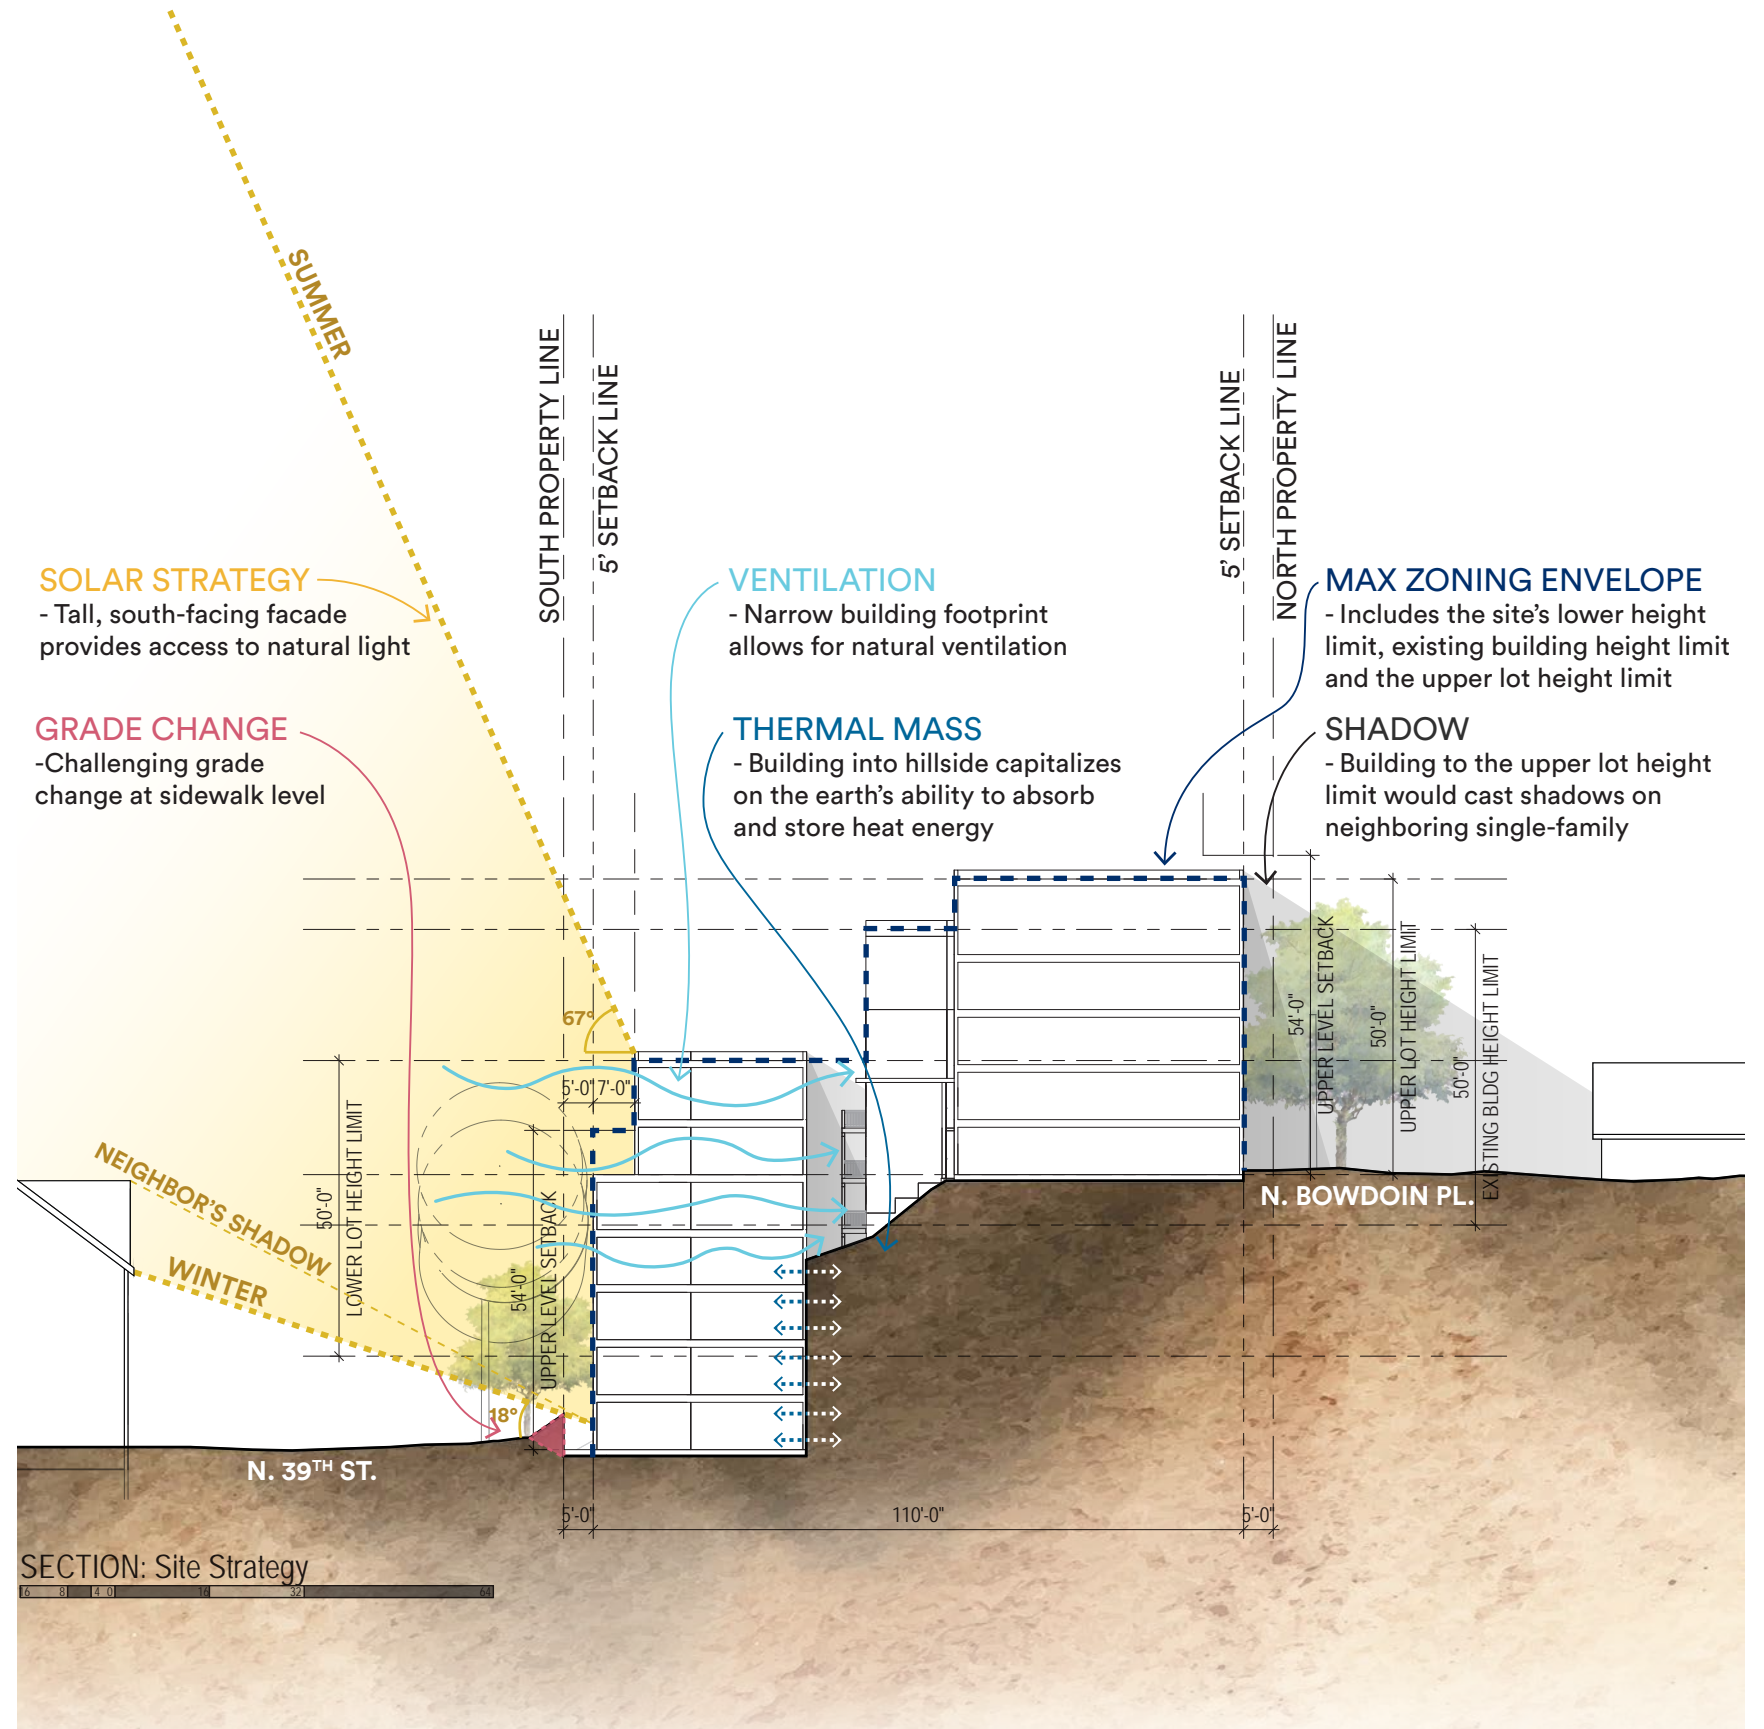 SUMMER
SOUTH PROPERTY LINE
5' SETBACK LINE
5' SETBACK LINE
NORTH PROPERTY LINE
SOLAR STRATEGY
- Tall, south-facing facade
provides access to natural light
GRADE CHANGE
-Challenging grade
change at sidewalk level
VENTILATION
- Narrow building footprint
allows for natural ventilation
THERMAL MASS
- Building into hillside capitalizes
on the earth's ability to absorb
and store heat energy
MAX ZONING ENVELOPE
- Includes the site's lower height
limit, existing building height limit
and the upper lot height limit
SHADOW
- Building to the upper lot height
limit would cast shadows on
neighboring single-family
67°
5'-0"
7'-0"
50'-0"
LOWER LOT HEIGHT LIMIT
54'-0"
UPPER LEVEL SETBACK
NEIGHBOR'S SHADOW
WINTER
18°
54'-0"
UPPER LEVEL SETBACK
50'-0"
UPPER LOT HEIGHT LIMIT
50'-0"
EXISTING BLDG HEIGHT LIMIT
N. BOWDOIN PL.
N. 39TH ST.
5'-0"
110'-0"
5'-0"
SECTION: Site Strategy
16 8 4 0 16 32 64